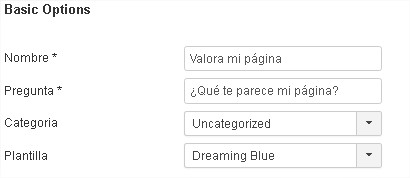 Basic Options
Nombre * Valora mi página
Pregunta * ¿Qué te parece mi página?
Categoria Uncategorized
Plantilla Dreaming Blue